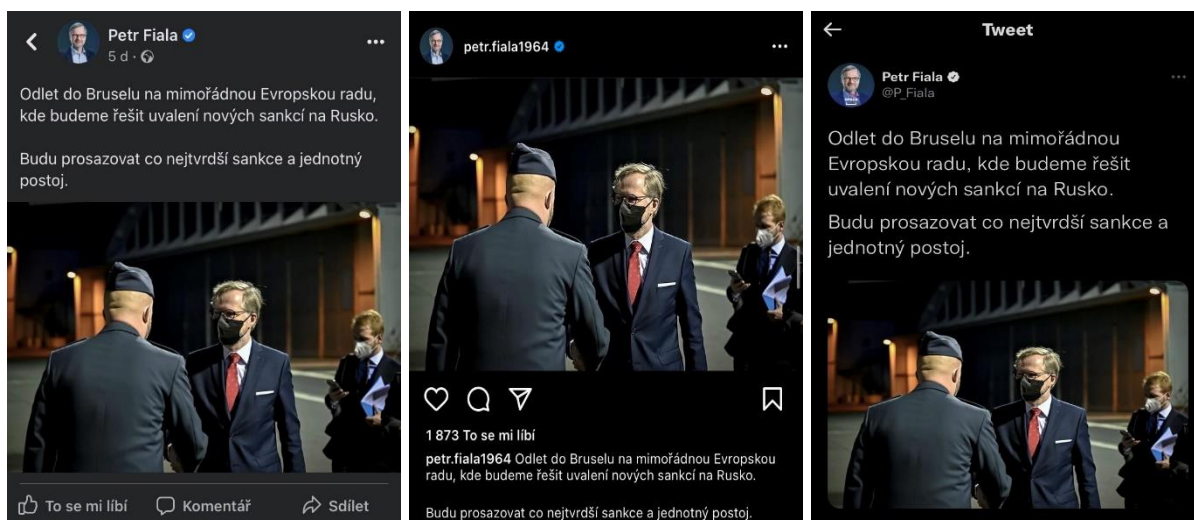 Petr Fiala
5 d ·
Odlet do Bruselu na mimořádnou Evropskou radu,
kde budeme řešit uvalení nových sankcí na Rusko.
Budu prosazovat co nejtvrdší sankce a jednotný
postoj.
To se mi líbí
Komentář
Sdílet
petr.fiala1964
1 873 To se mi líbí
petr.fiala1964 Odlet do Bruselu na mimořádnou Evropskou
radu, kde budeme řešit uvalení nových sankcí na Rusko.
Budu prosazovat co nejtvrdší sankce a jednotný postoj.
Tweet
Petr Fiala
@P_Fiala
Odlet do Bruselu na mimořádnou
Evropskou radu, kde budeme řešit
uvalení nových sankcí na Rusko.
Budu prosazovat co nejtvrdší sankce a
jednotný postoj.